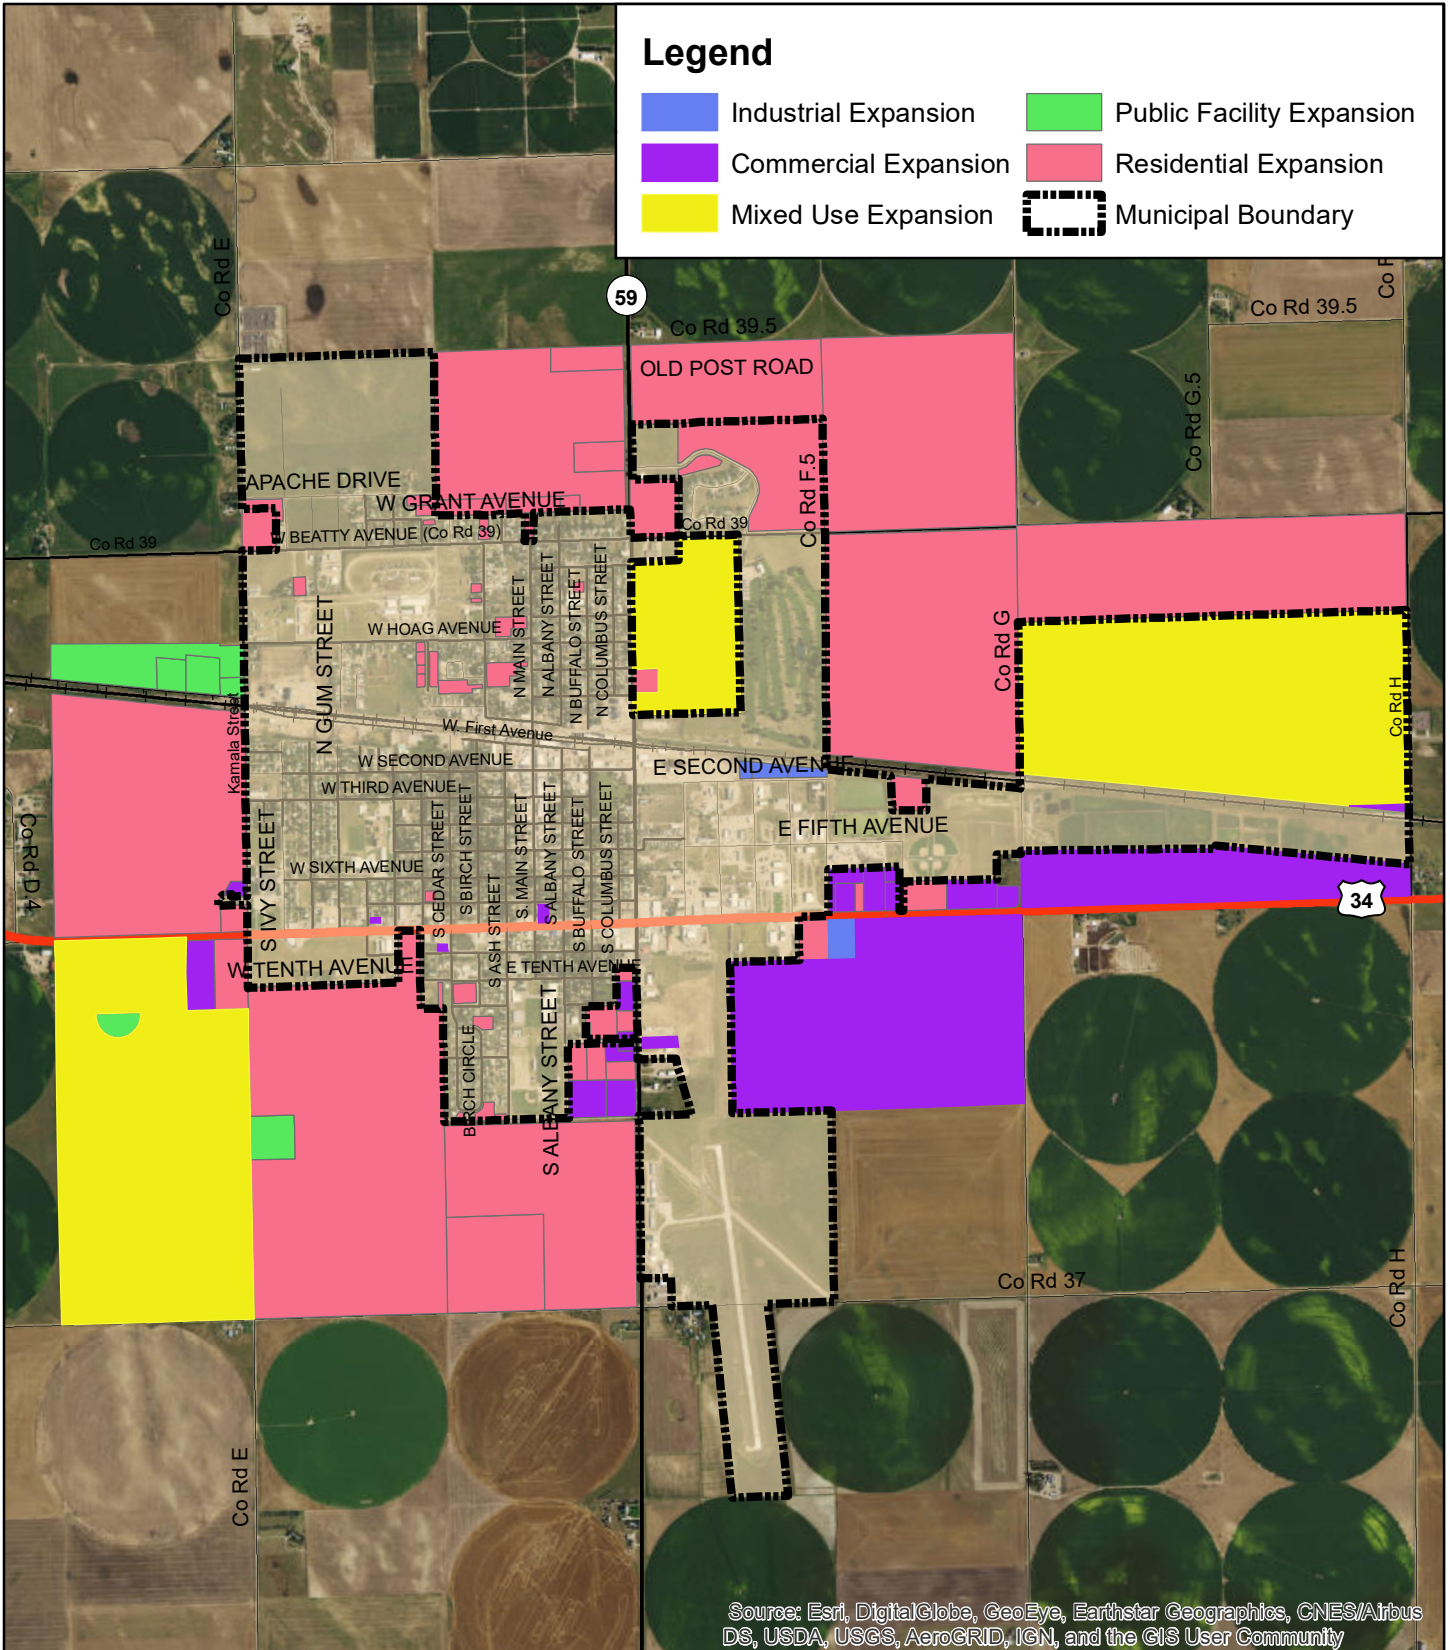 Legend
Industrial Expansion
Public Facility Expansion
Commercial Expansion
Residential Expansion
Mixed Use Expansion
Municipal Boundary
Co Rd E
59
Co Rd 39.5
Co Rd 39.5
OLD POST ROAD
Co Rd G.5
APACHE DRIVE
W GRANT AVENUE
Co Rd F.5
Co Rd 39
W BEATTY AVENUE (Co Rd 39)
Co Rd 39
N GUM STREET
W HOAG AVENUE
N MAIN STREET
N ALBANY STREET
N BUFFALO STREET
N COLUMBUS STREET
Co Rd G
Co Rd H
Kamala Street
W. First Avenue
W SECOND AVENUE
E SECOND AVENUE
W THIRD AVENUE
E FIFTH AVENUE
Co Rd D.4
S IVY STREET
W SIXTH AVENUE
S CEDAR STREET
S BIRCH STREET
S ASH STREET
S. MAIN STREET
S ALBANY STREET
S BUFFALO STREET
S COLUMBUS STREET
34
W TENTH AVENUE
E TENTH AVENUE
BIRCH CIRCLE
S ALBANY STREET
Co Rd 37
Co Rd H
Co Rd E
Source: Esri, DigitalGlobe, GeoEye, Earthstar Geographics, CNES/Airbus
DS, USDA, USGS, AeroGRID, IGN, and the GIS User Community